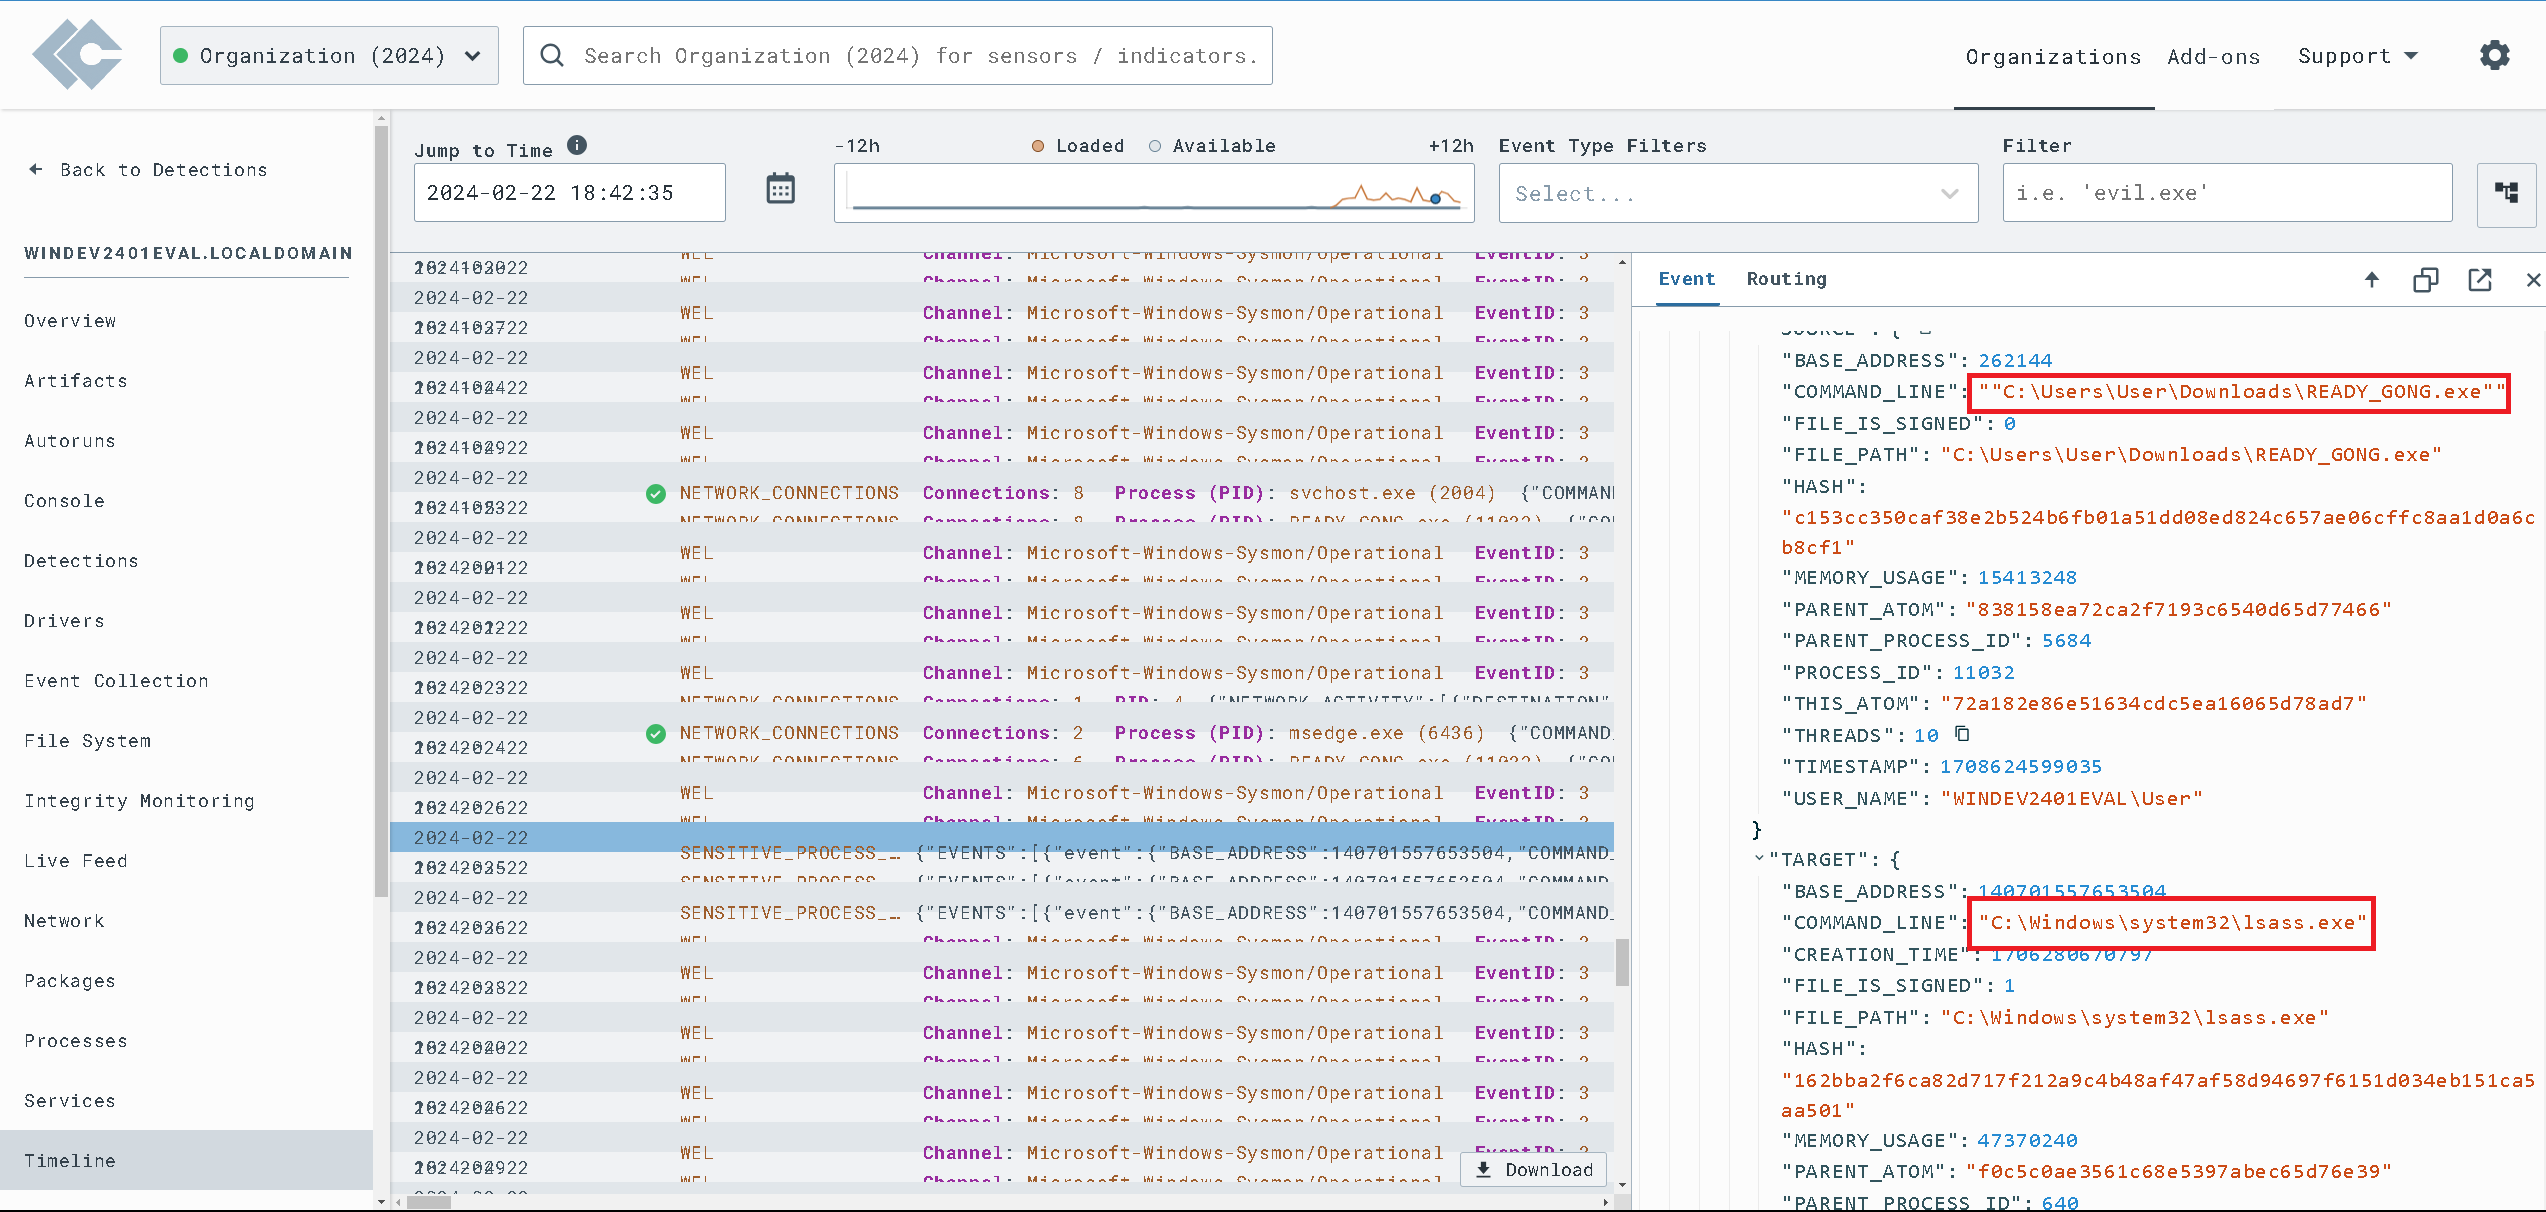 Organization (2024)
Search Organization (2024) for sensors / indicators.
Organizations
Add-ons
Support
Back to Detections
WINDEV2401EVAL.LOCALDOMAIN
Overview
Artifacts
Autoruns
Console
Detections
Drivers
Event Collection
File System
Integrity Monitoring
Live Feed
Network
Packages
Processes
Services
Timeline
Jump to Time
2024-02-22 18:42:35
-12h
Loaded
Available
+12h
Event Type Filters
Select...
Filter
i.e. 'evil.exe'
2024-02-22
WEL Channel: Microsoft-Windows-Sysmon/Operational EventID: 3
2024-02-22
WEL Channel: Microsoft-Windows-Sysmon/Operational EventID: 3
2024-02-22
WEL Channel: Microsoft-Windows-Sysmon/Operational EventID: 3
2024-02-22
NETWORK_CONNECTIONS Connections: 8 Process (PID): svchost.exe (2004) {"COMMAN
2024-02-22
WEL Channel: Microsoft-Windows-Sysmon/Operational EventID: 3
2024-02-22
WEL Channel: Microsoft-Windows-Sysmon/Operational EventID: 3
2024-02-22
WEL Channel: Microsoft-Windows-Sysmon/Operational EventID: 3
2024-02-22
NETWORK_CONNECTIONS Connections: 2 Process (PID): msedge.exe (6436) {"COMMAND
2024-02-22
WEL Channel: Microsoft-Windows-Sysmon/Operational EventID: 3
2024-02-22
SENSITIVE_PROCESS_… {"EVENTS":[{"event":{"BASE_ADDRESS":140701557653504,"COMMAND_
2024-02-22
SENSITIVE_PROCESS_… {"EVENTS":[{"event":{"BASE_ADDRESS":140701557653504,"COMMAND_
2024-02-22
WEL Channel: Microsoft-Windows-Sysmon/Operational EventID: 3
2024-02-22
WEL Channel: Microsoft-Windows-Sysmon/Operational EventID: 3
2024-02-22
WEL Channel: Microsoft-Windows-Sysmon/Operational EventID: 3
2024-02-22
WEL Channel: Microsoft-Windows-Sysmon/Operational
Download
Event
Routing
"BASE_ADDRESS": 262144
"COMMAND_LINE": ""C:\Users\User\Downloads\READY_GONG.exe""
"FILE_IS_SIGNED": 0
"FILE_PATH": "C:\Users\User\Downloads\READY_GONG.exe"
"HASH":
"c153cc350caf38e2b524b6fb01a51dd08ed824c657ae06cffc8aa1d0a6c
b8cf1"
"MEMORY_USAGE": 15413248
"PARENT_ATOM": "838158ea72ca2f7193c6540d65d77466"
"PARENT_PROCESS_ID": 5684
"PROCESS_ID": 11032
"THIS_ATOM": "72a182e86e51634cdc5ea16065d78ad7"
"THREADS": 10
"TIMESTAMP": 1708624599035
"USER_NAME": "WINDEV2401EVAL\User"
}
"TARGET": {
"BASE_ADDRESS": 140701557653504
"COMMAND_LINE": "C:\Windows\system32\lsass.exe"
"CREATION_TIME": 1706280670797
"FILE_IS_SIGNED": 1
"FILE_PATH": "C:\Windows\system32\lsass.exe"
"HASH":
"162bba2f6ca82d717f212a9c4b48af47af58d94697f6151d034eb151ca5
aa501"
"MEMORY_USAGE": 47370240
"PARENT_ATOM": "f0c5c0ae3561c68e5397abec65d76e39"
"PARENT_PROCESS_ID": 640